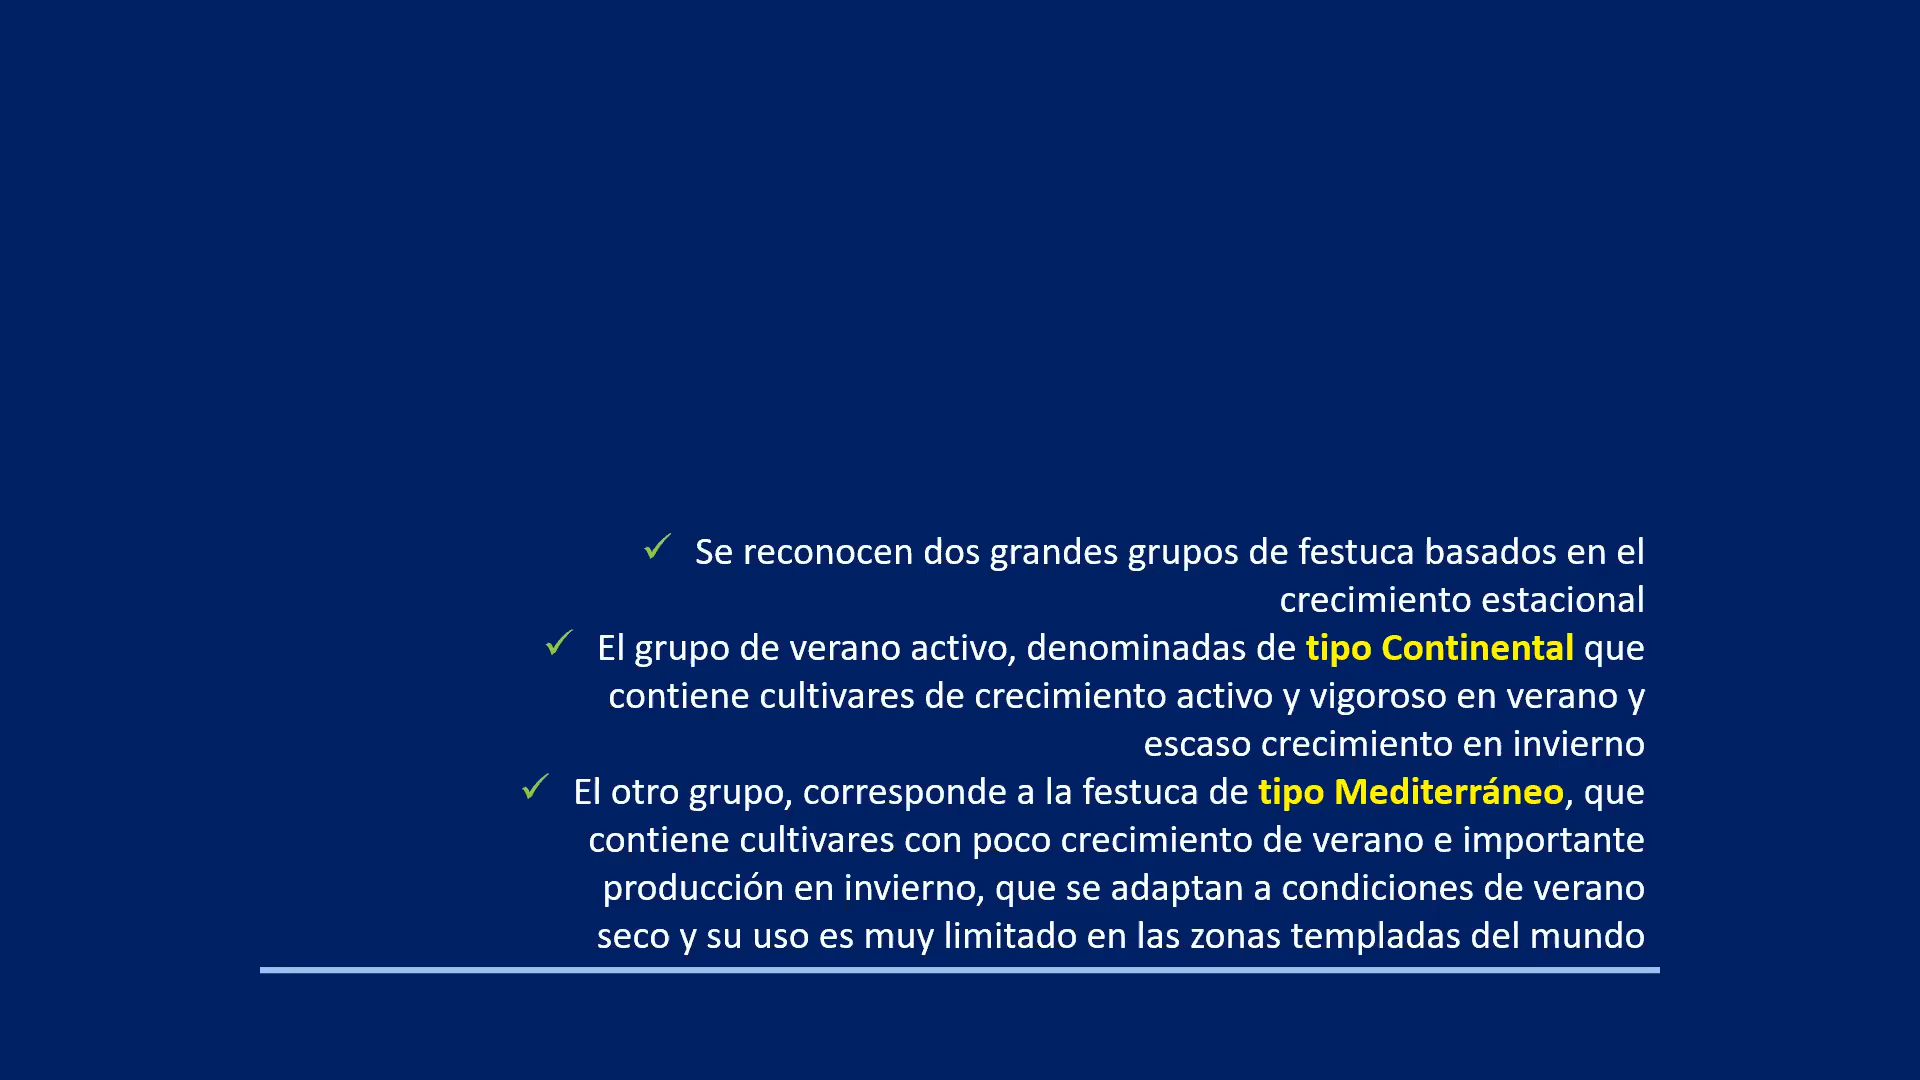 ✓ Se reconocen dos grandes grupos de festuca basados en el
crecimiento estacional
✓ El grupo de verano activo, denominadas de tipo Continental que
contiene cultivares de crecimiento activo y vigoroso en verano y
escaso crecimiento en invierno
✓ El otro grupo, corresponde a la festuca de tipo Mediterráneo, que
contiene cultivares con poco crecimiento de verano e importante
producción en invierno, que se adaptan a condiciones de verano
seco y su uso es muy limitado en las zonas templadas del mundo